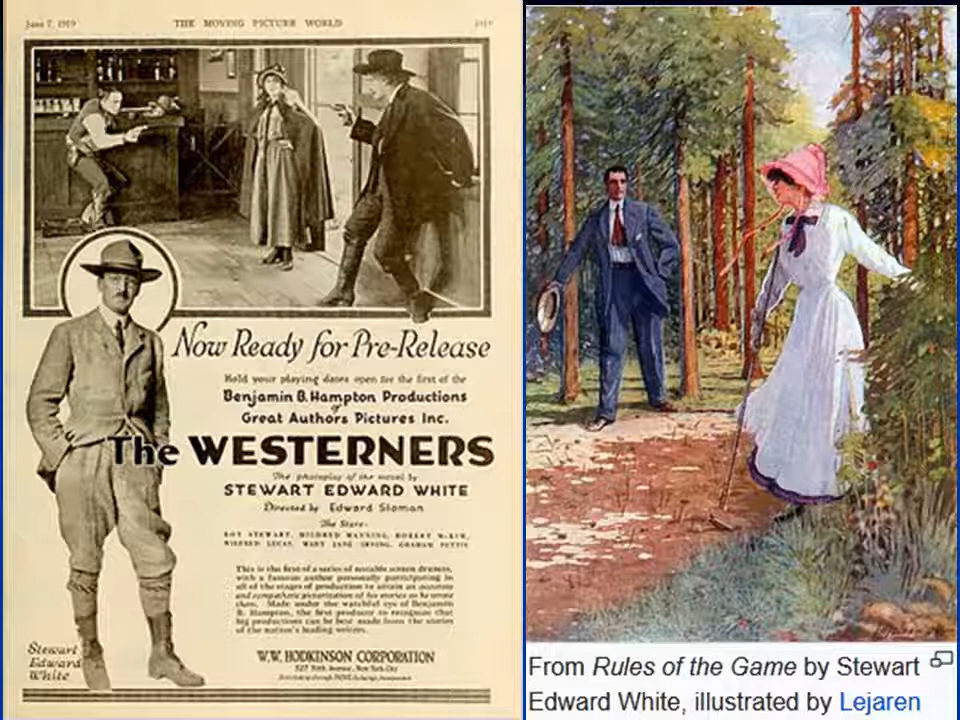 June 7, 1919
THE MOVING PICTURE WORLD
Now Ready for Pre-Release
Hold your playing dates open for the first of the
Benjamin B. Hampton Productions
Great Authors Pictures Inc.
The WESTERNERS
The photoplay of the novel by
STEWART EDWARD WHITE
Directed by Edward Sloman
The Stars-
ROY STEWART, MILDRED MANNING, ROBERT McKIM,
WILFRED LUCAS, MARY JANE IRVING, GRAHAM PETTIE
This is the first of a series of notable screen dramas,
with a famous author personally participating in
all of the stages of production to attain an accurate
and sympathetic picturization of his stories as he wrote
them. Made under the watchful eye of Benjamin
B. Hampton, the first producer to recognize that
big productions can be best made from the stories
of the nation's leading writers.
W.W. HODKINSON CORPORATION
527 Fifth Avenue, New York City
Stewart
Edward
White
From Rules of the Game by Stewart
Edward White, illustrated by Lejaren